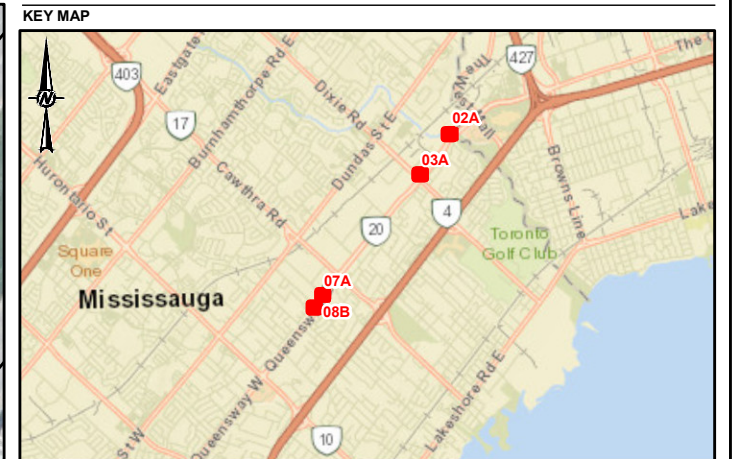 KEY MAP
403
427
The
17
Eastgate
Burnhamthorpe Rd E
Dixie Rd
Dundas St E
The West Mall
02A
03A
Browns Line
Cawthra Rd
Hurontario St
4
20
Lake
Toronto
Golf Club
Square
One
Mississauga
07A
08B
Queensway W
Lakeshore Rd E
10
St W
N